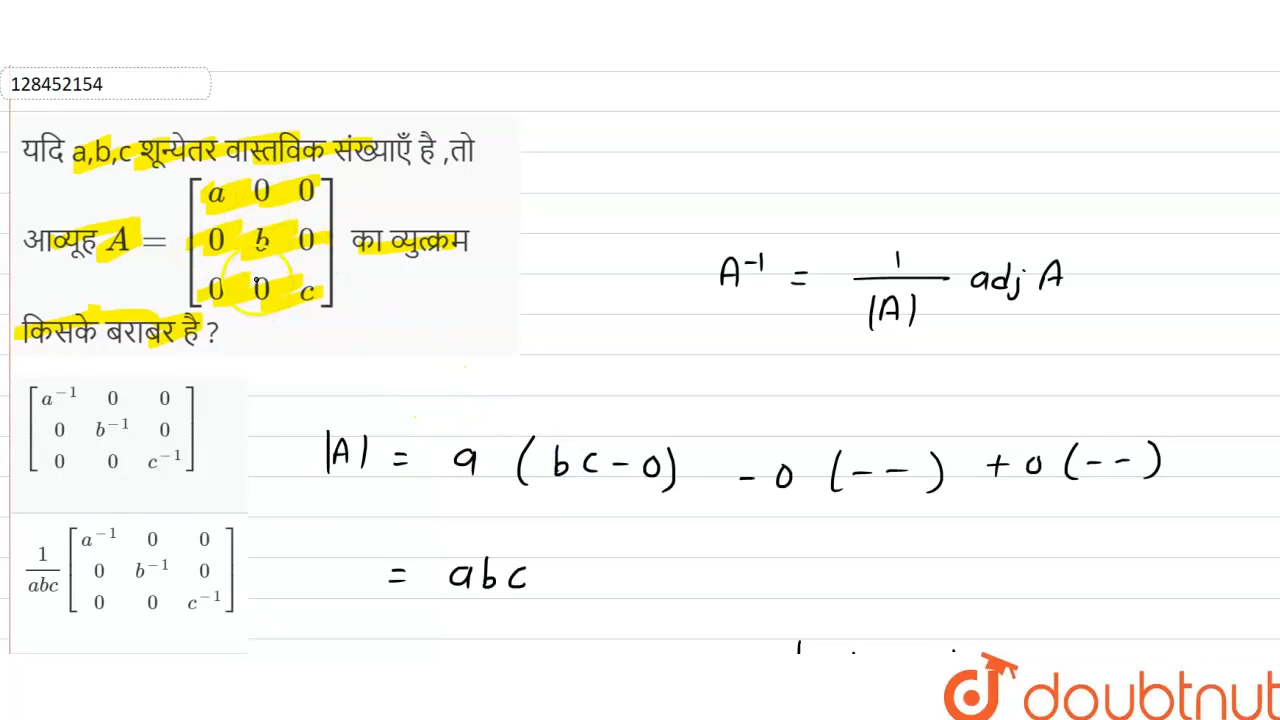 128452154
यदि a,b,c शून्येतर वास्तविक संख्याएँ है ,तो
आव्यूह A = [a 0 0
0 b 0
0 0 c] का व्युत्क्रम
किसके बराबर है ?
[a⁻¹ 0 0
0 b⁻¹ 0
0 0 c⁻¹]
1/abc [a⁻¹ 0 0
0 b⁻¹ 0
0 0 c⁻¹]
A⁻¹ = 1/|A| adj A
|A| = a (bc - 0) - 0 (- -) + 0 (- -)
= abc
doubtnut